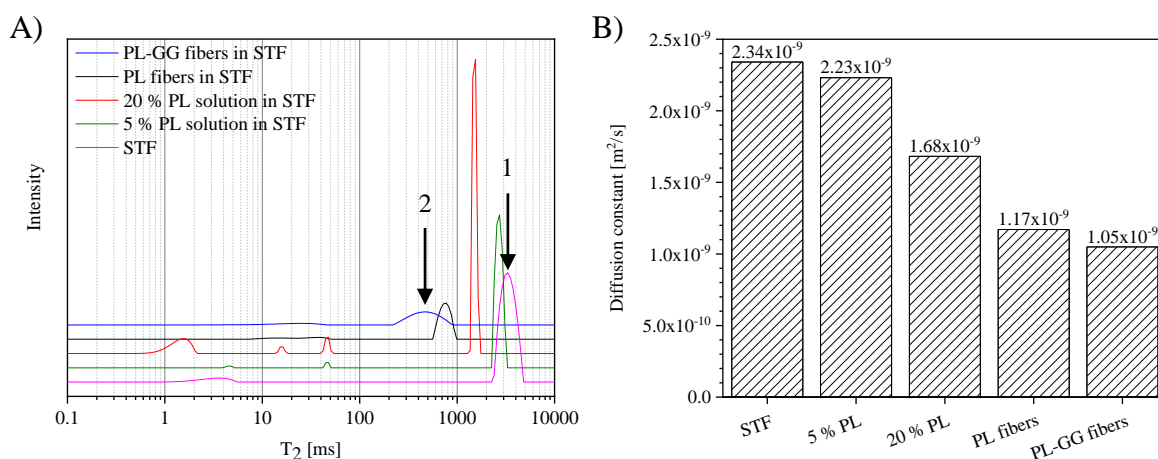 A)
PL-GG fibers in STF
PL fibers in STF
20 % PL solution in STF
5 % PL solution in STF
STF
1
2
Intensity
0.1 1 10 100 1000 10000
T2 [ms]
B)
Diffusion constant [m²/s]
2.5x10⁻⁹
2.0x10⁻⁹
1.5x10⁻⁹
1.0x10⁻⁹
5.0x10⁻¹⁰
0.0
2.34x10⁻⁹
2.23x10⁻⁹
1.68x10⁻⁹
1.17x10⁻⁹
1.05x10⁻⁹
STF
5 % PL
20 % PL
PL fibers
PL-GG fibers